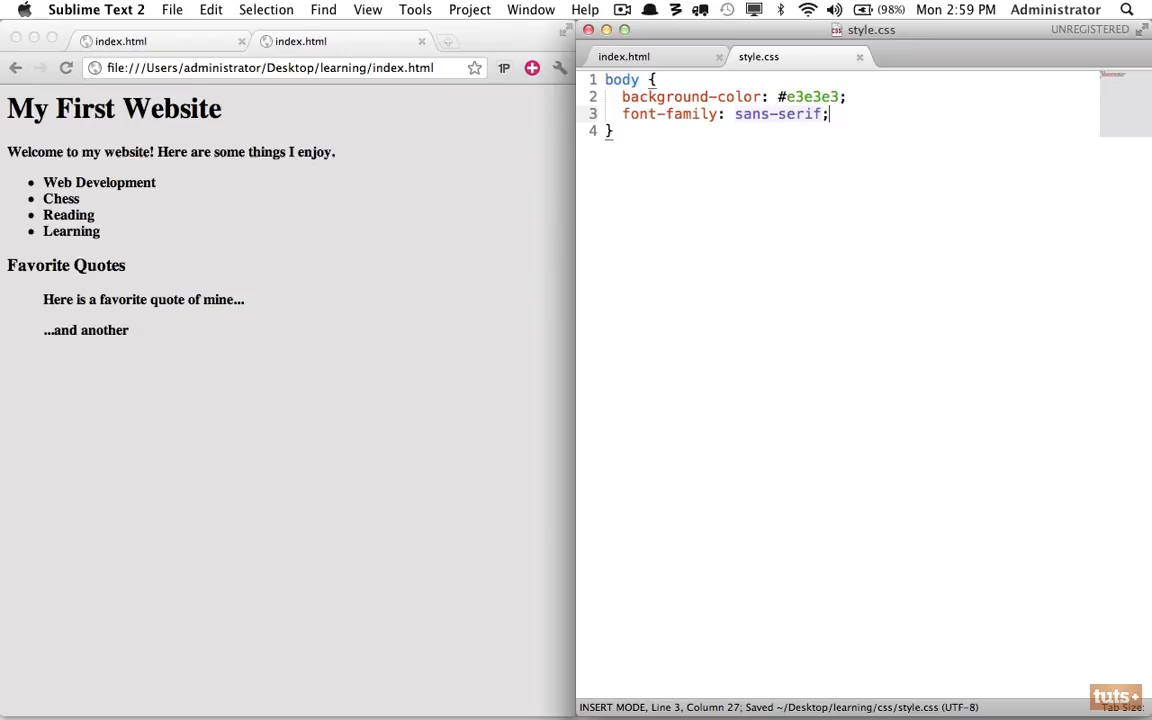 Sublime Text 2 File Edit Selection Find View Tools Project Window Help (98%) Mon 2:59 PM Administrator
index.html index.html
file:///Users/administrator/Desktop/learning/index.html 1P
My First Website
Welcome to my website! Here are some things I enjoy.
• Web Development
• Chess
• Reading
• Learning
Favorite Quotes
Here is a favorite quote of mine...
...and another
style.css UNREGISTERED
index.html style.css
1 body {
2 background-color: #e3e3e3;
3 font-family: sans-serif;
4 }
tuts+
INSERT MODE, Line 3, Column 27; Saved ~/Desktop/learning/css/style.css (UTF-8) Tab Size: